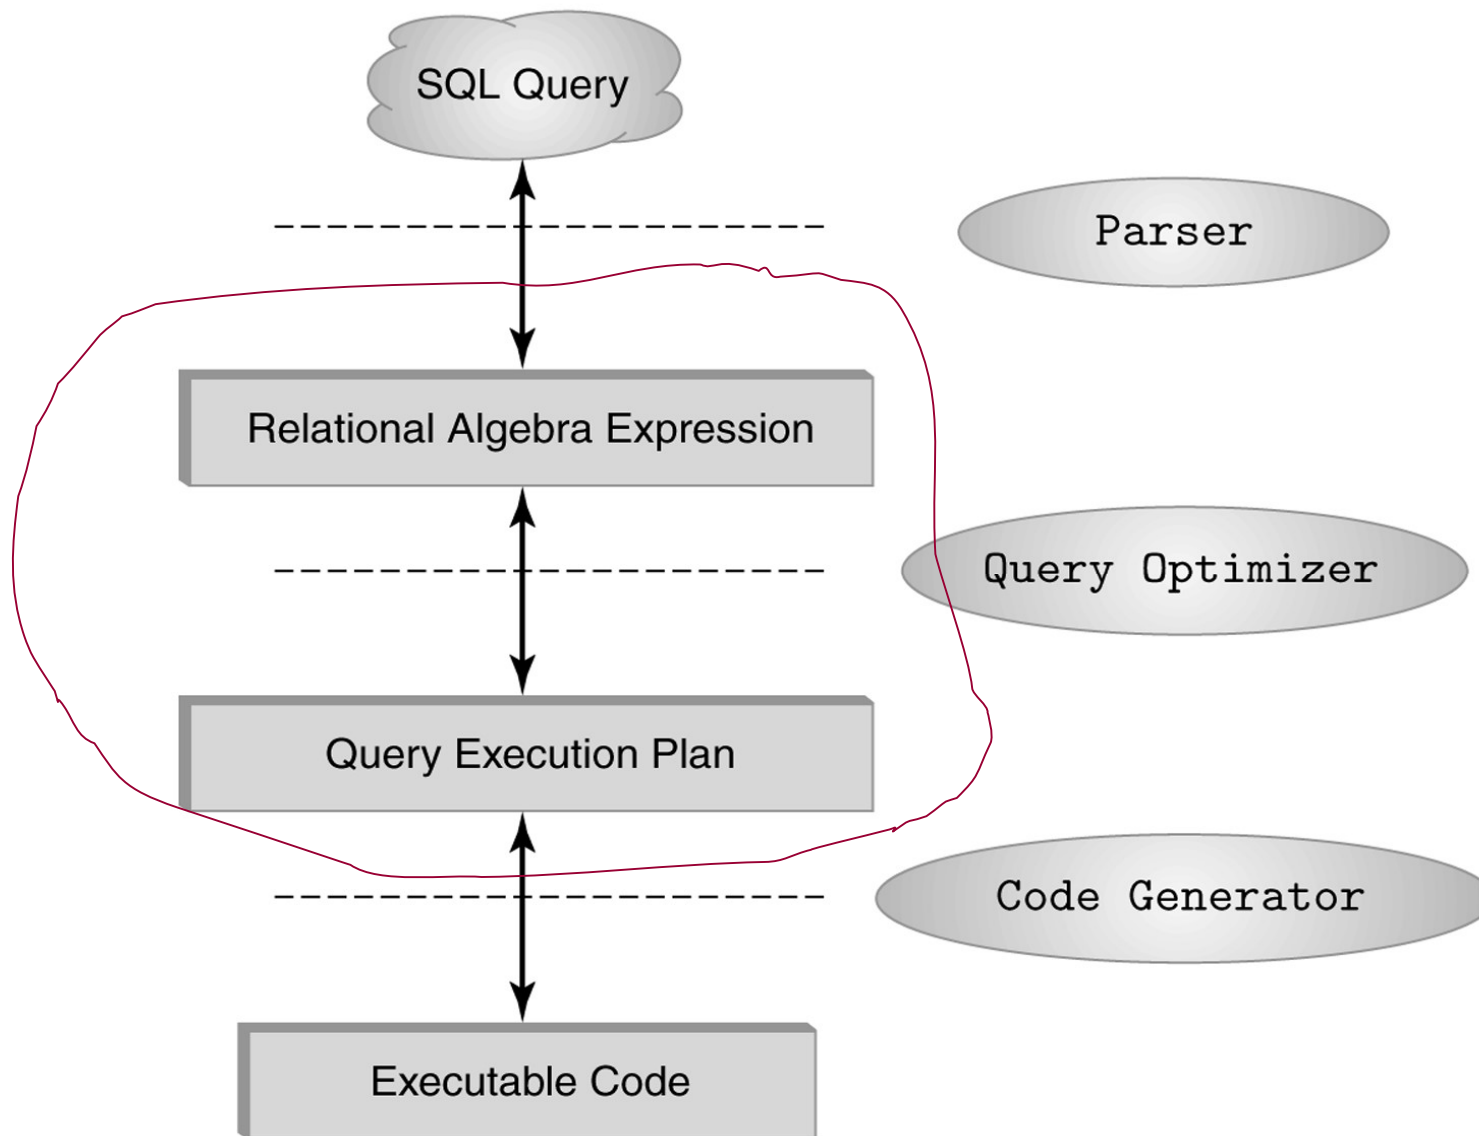 SQL Query
Parser
Relational Algebra Expression
Query Optimizer
Query Execution Plan
Code Generator
Executable Code